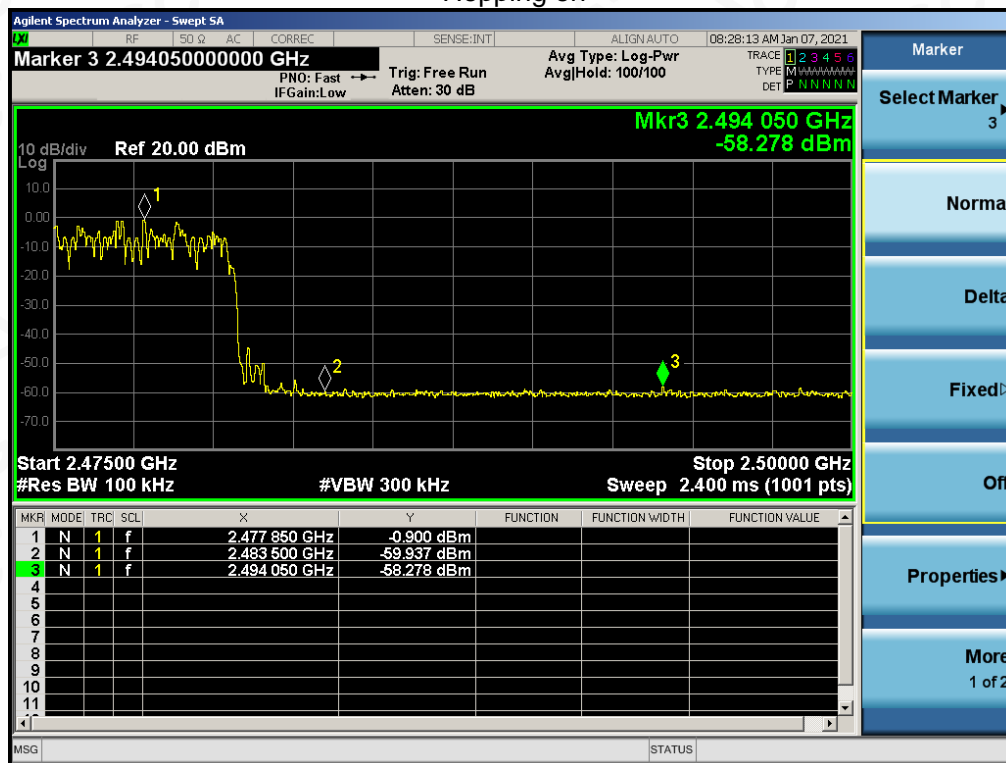 Hopping on
Agilent Spectrum Analyzer - Swept SA
LXI RF 50 Ω AC CORREC SENSE:INT ALIGN AUTO 08:28:13 AM Jan 07, 2021
Marker 3 2.494050000000 GHz
PNO: Fast
IFGain:Low
Trig: Free Run
Atten: 30 dB
Avg Type: Log-Pwr
Avg|Hold: 100/100
TRACE 1 2 3 4 5 6
TYPE M WWWWW
DET P N N N N N
Mkr3 2.494 050 GHz
-58.278 dBm
10 dB/div Ref 20.00 dBm
Log
10.0
0.00
-10.0
-20.0
-30.0
-40.0
-50.0
-60.0
-70.0
1
2
3
Start 2.47500 GHz Stop 2.50000 GHz
#Res BW 100 kHz #VBW 300 kHz Sweep 2.400 ms (1001 pts)
MKR MODE TRC SCL X Y FUNCTION FUNCTION WIDTH FUNCTION VALUE
1 N 1 f 2.477 850 GHz -0.900 dBm
2 N 1 f 2.483 500 GHz -59.937 dBm
3 N 1 f 2.494 050 GHz -58.278 dBm
4
5
6
7
8
9
10
11
MSG STATUS
Marker
Select Marker
3
Norma
Delta
Fixed
Off
Properties
More
1 of 2